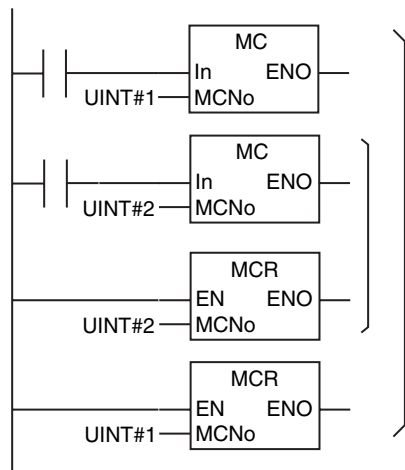 MC
In ENO
UINT#1 MCNo
MC
In ENO
UINT#2 MCNo
MCR
EN ENO
UINT#2 MCNo
MCR
EN ENO
UINT#1 MCNo